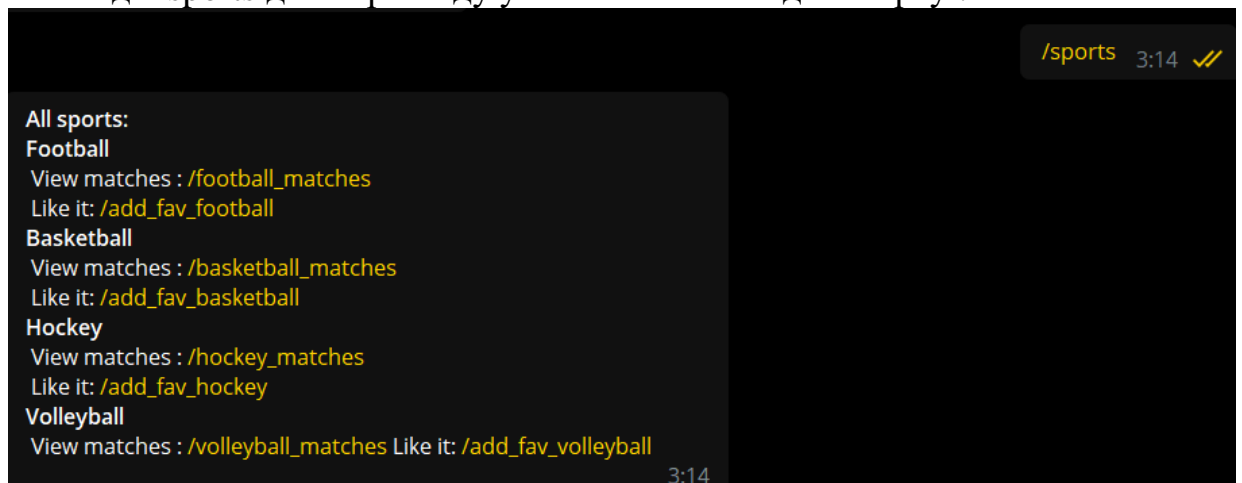 /sports 3:14
All sports:
Football
View matches : /football_matches
Like it: /add_fav_football
Basketball
View matches : /basketball_matches
Like it: /add_fav_basketball
Hockey
View matches : /hockey_matches
Like it: /add_fav_hockey
Volleyball
View matches : /volleyball_matches Like it: /add_fav_volleyball
3:14